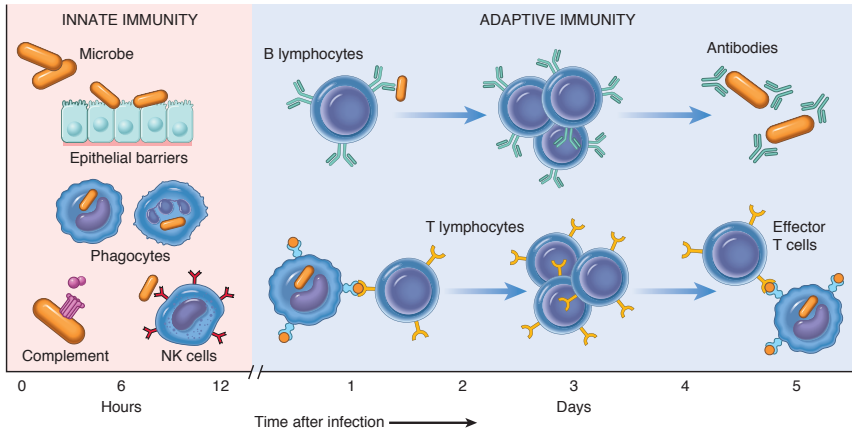 INNATE IMMUNITY
ADAPTIVE IMMUNITY
Microbe
Epithelial barriers
Phagocytes
Complement
NK cells
B lymphocytes
Antibodies
T lymphocytes
Effector
T cells
0 6 12 1 2 3 4 5
Hours
Days
Time after infection